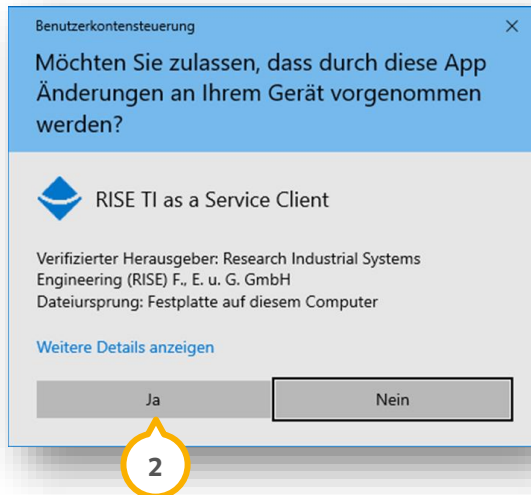 Benutzerkontensteuerung
Möchten Sie zulassen, dass durch diese App
Änderungen an Ihrem Gerät vorgenommen
werden?
RISE TI as a Service Client
Verifizierter Herausgeber: Research Industrial Systems
Engineering (RISE) F., E. u. G. GmbH
Dateiursprung: Festplatte auf diesem Computer
Weitere Details anzeigen
Ja
Nein
2